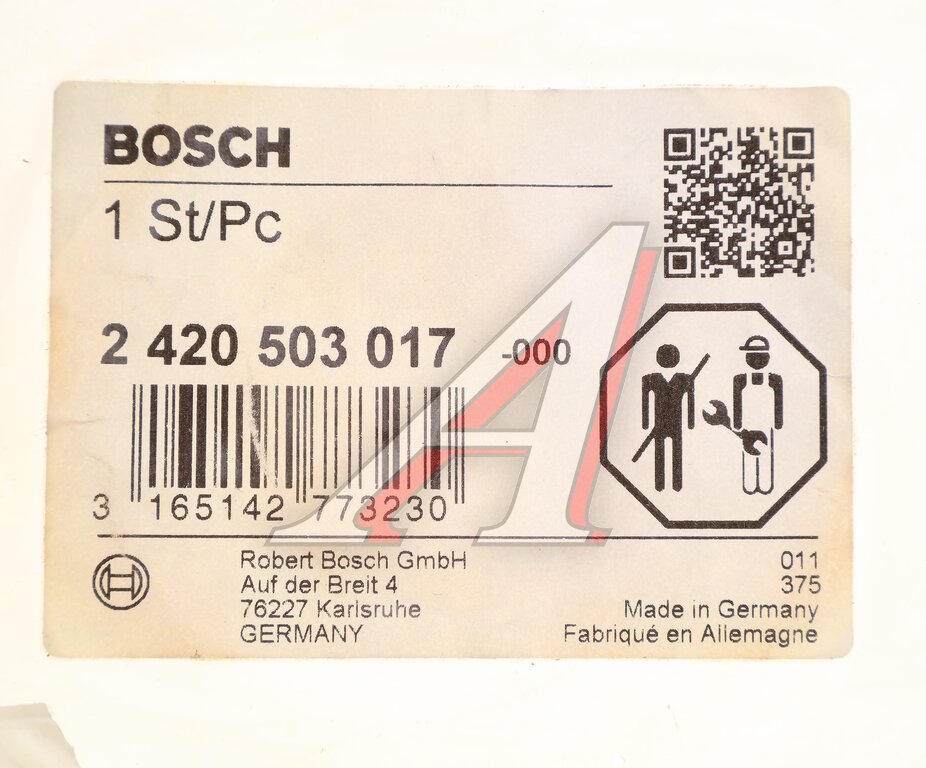 BOSCH
1 St/Pc
2 420 503 017 -000
3 165142 773230
Robert Bosch GmbH
Auf der Breit 4
76227 Karlsruhe
GERMANY
011
375
Made in Germany
Fabriqué en Allemagne